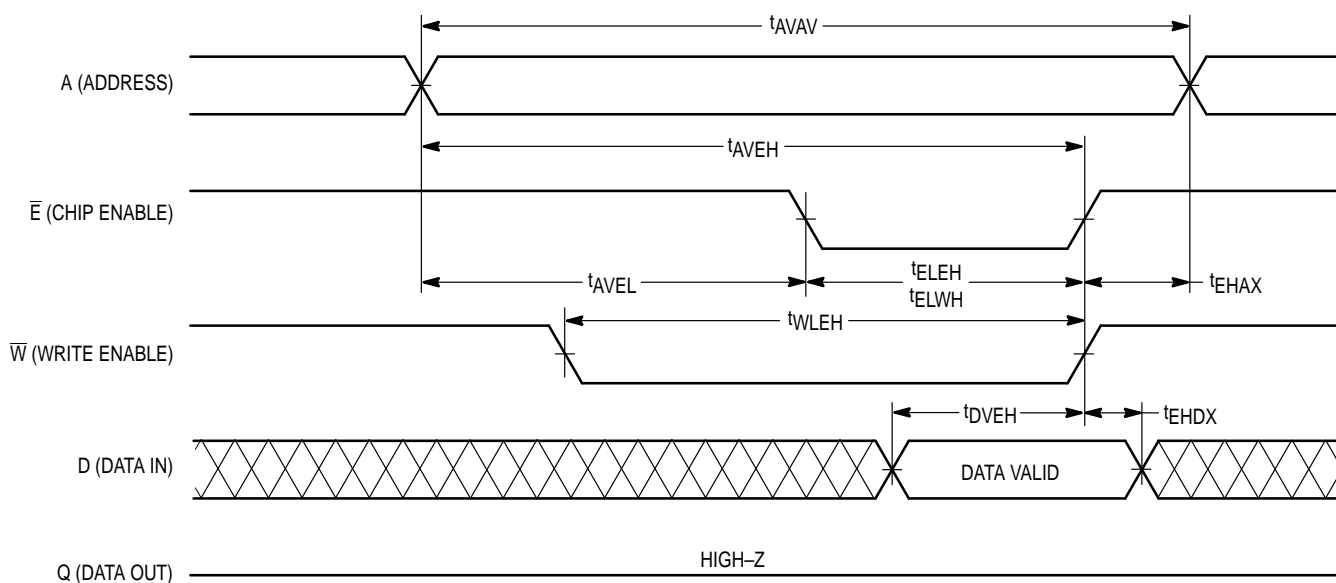 tAVAV
A (ADDRESS)
tAVEH
E̅ (CHIP ENABLE)
tAVEL
tELEH
tELWH
tEHAX
tWLEH
W̅ (WRITE ENABLE)
tDVEH
tEHDX
D (DATA IN)
DATA VALID
HIGH–Z
Q (DATA OUT)